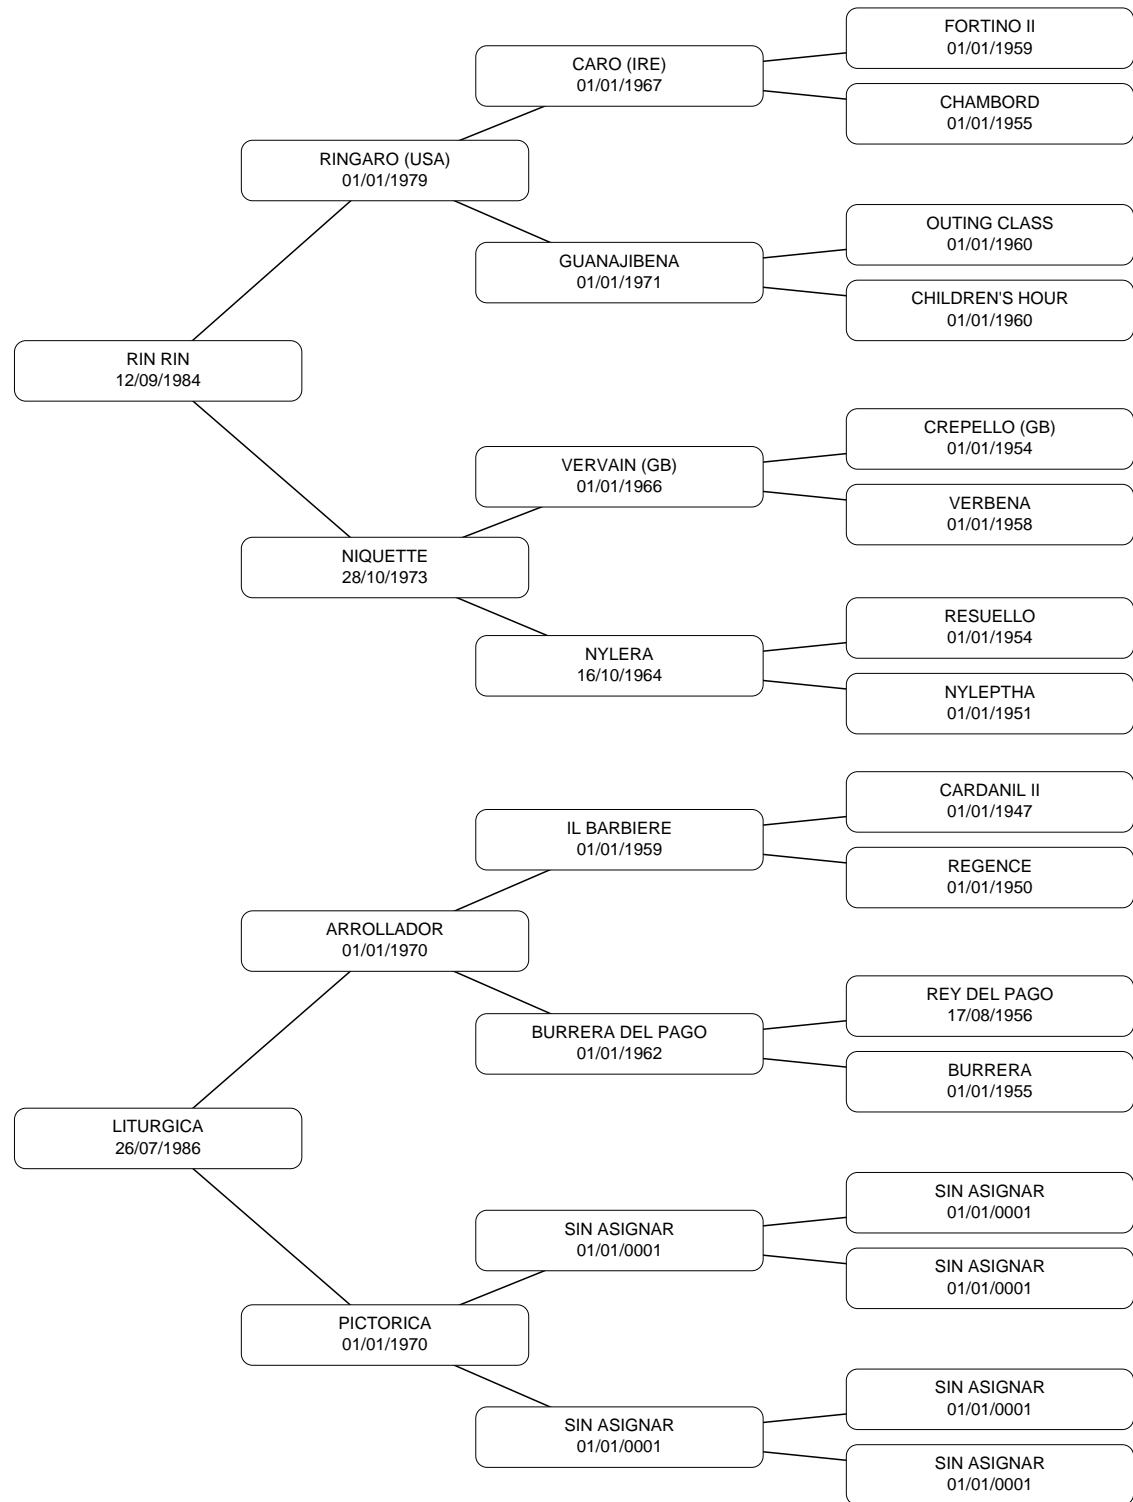 FORTINO II
01/01/1959
CARO (IRE)
01/01/1967
CHAMBORD
01/01/1955
RINGARO (USA)
01/01/1979
OUTING CLASS
01/01/1960
GUANAJIBENA
01/01/1971
CHILDREN'S HOUR
01/01/1960
RIN RIN
12/09/1984
CREPELLO (GB)
01/01/1954
VERVAIN (GB)
01/01/1966
VERBENA
01/01/1958
NIQUETTE
28/10/1973
RESUELLO
01/01/1954
NYLERA
16/10/1964
NYLEPTHA
01/01/1951
CARDANIL II
01/01/1947
IL BARBIERE
01/01/1959
REGENCE
01/01/1950
ARROLLADOR
01/01/1970
REY DEL PAGO
17/08/1956
BURRERA DEL PAGO
01/01/1962
BURRERA
01/01/1955
LITURGICA
26/07/1986
SIN ASIGNAR
01/01/0001
SIN ASIGNAR
01/01/0001
SIN ASIGNAR
01/01/0001
PICTORICA
01/01/1970
SIN ASIGNAR
01/01/0001
SIN ASIGNAR
01/01/0001
SIN ASIGNAR
01/01/0001